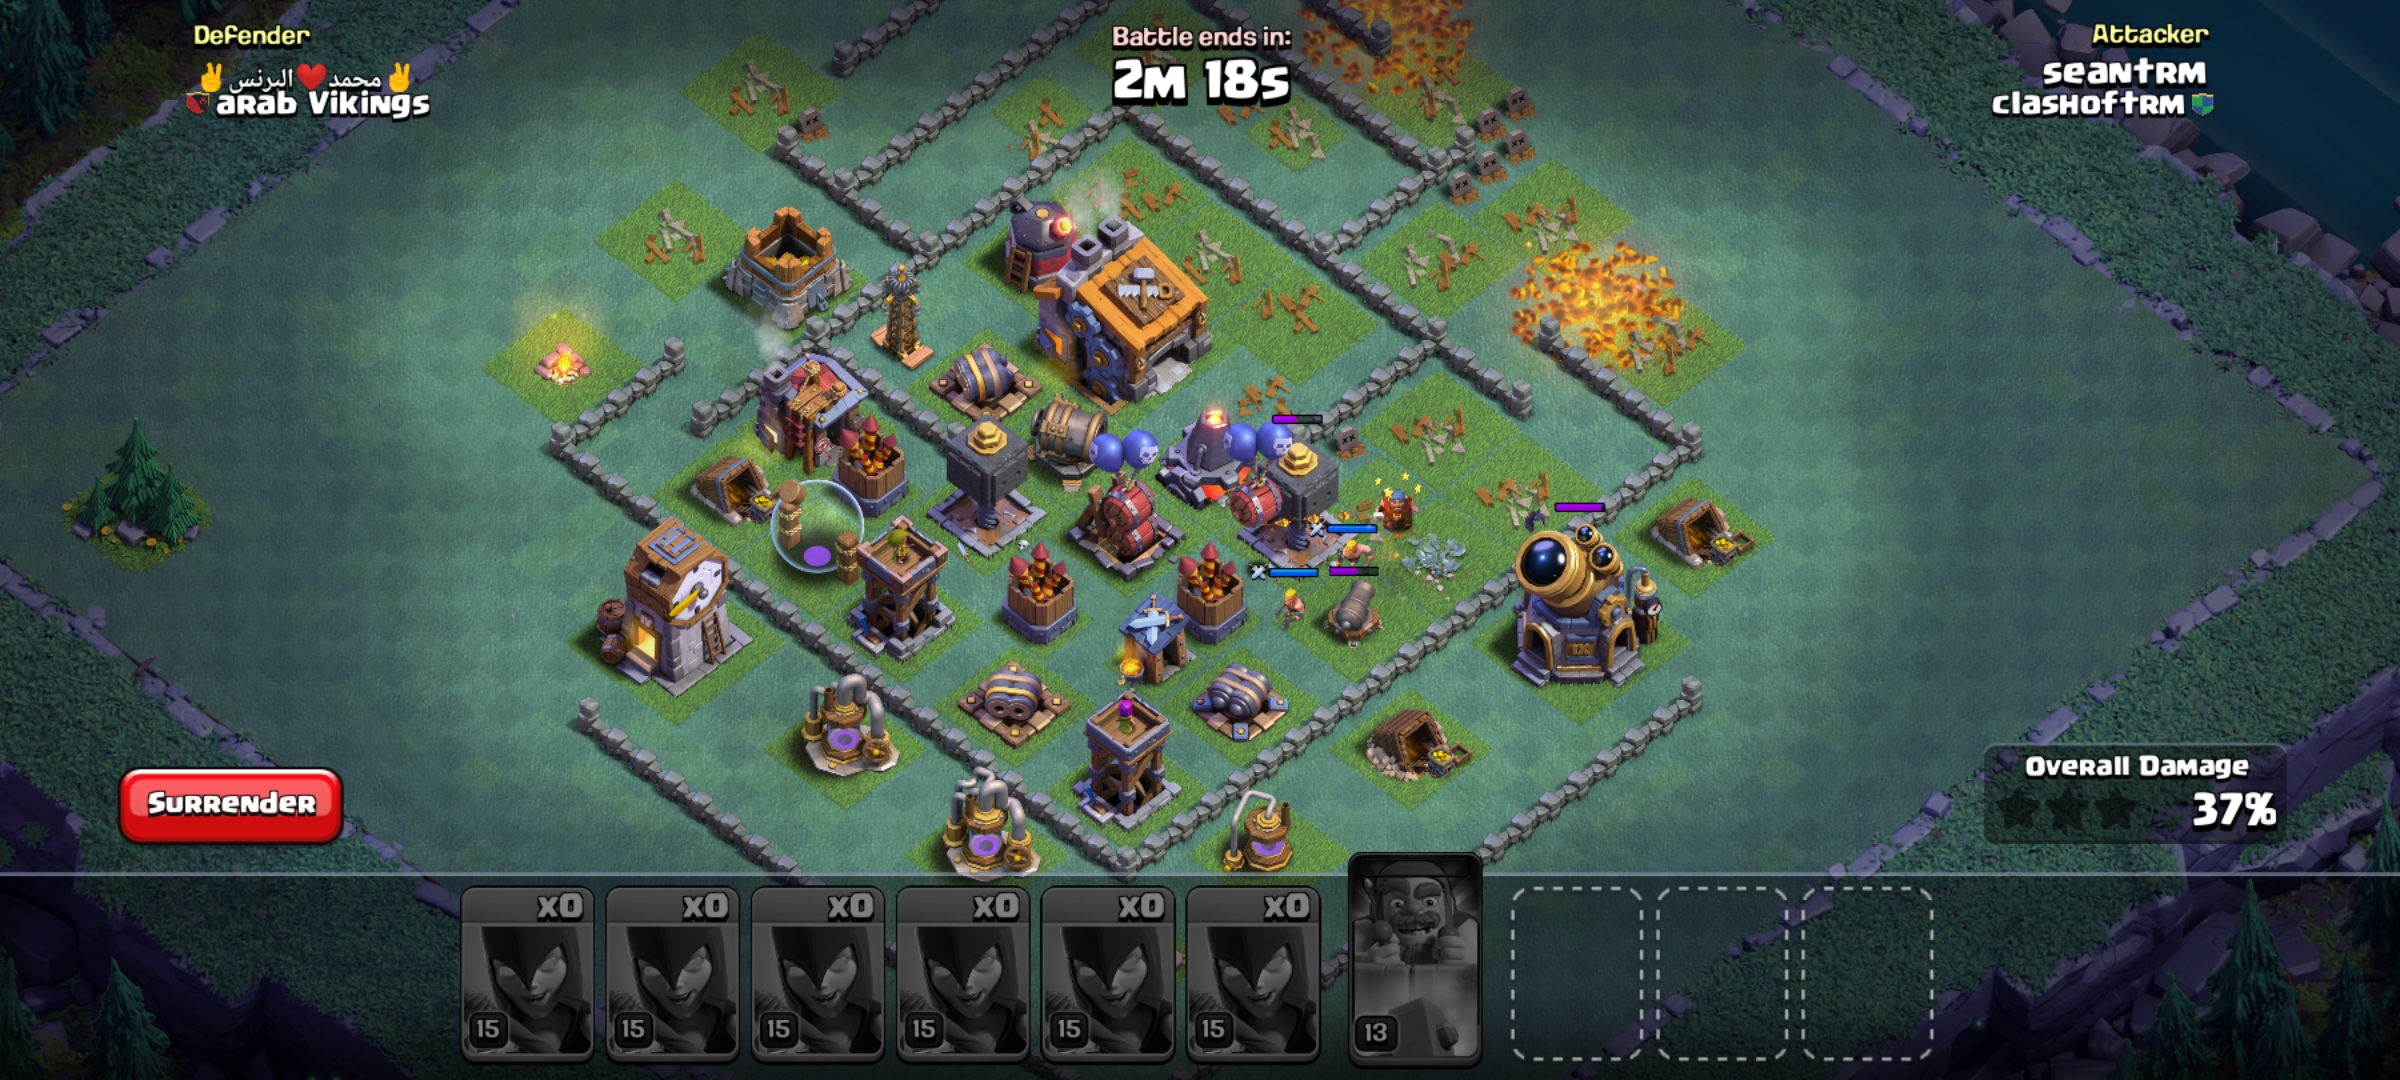 Defender
✌️محمد❤️البرنس✌️
arab Vikings
Battle ends in:
2M 18s
Attacker
seantRM
clashoftRM
Surrender
Overall Damage
37%
x0
x0
x0
x0
x0
x0
15
15
15
15
15
15
13